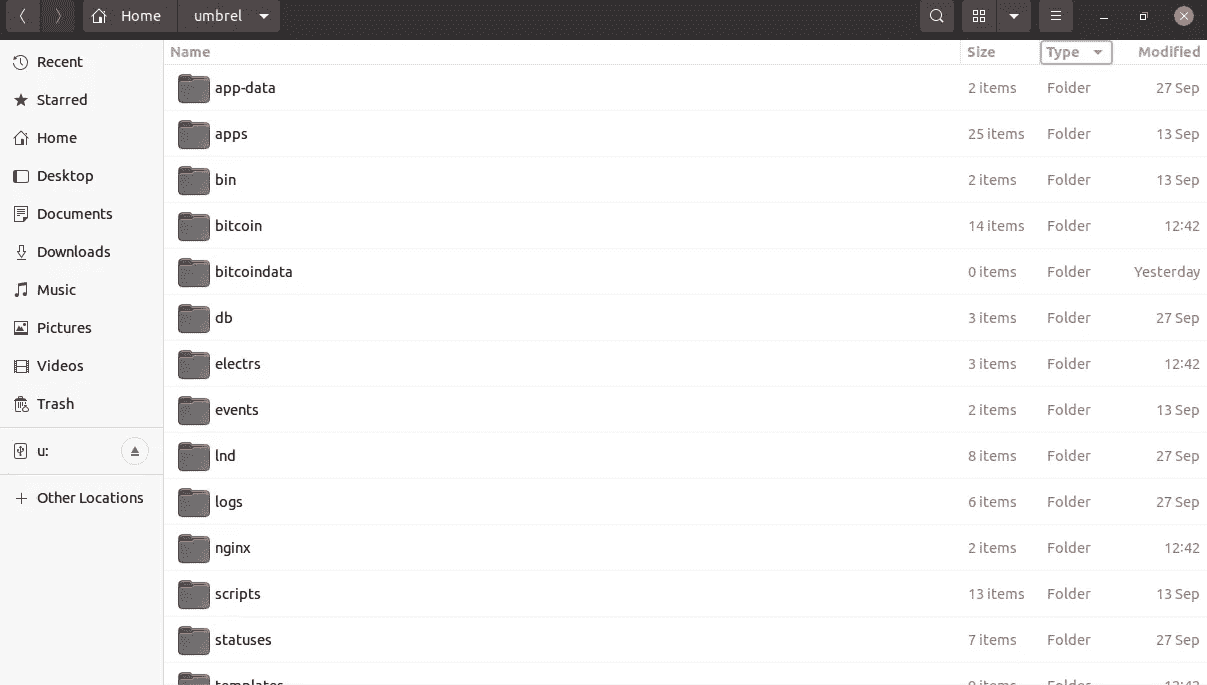 Home umbrel
Name Size Type Modified
Recent
Starred
Home
Desktop
Documents
Downloads
Music
Pictures
Videos
Trash
u:
Other Locations
app-data 2 items Folder 27 Sep
apps 25 items Folder 13 Sep
bin 2 items Folder 13 Sep
bitcoin 14 items Folder 12:42
bitcoindata 0 items Folder Yesterday
db 3 items Folder 27 Sep
electrs 3 items Folder 12:42
events 2 items Folder 13 Sep
lnd 8 items Folder 27 Sep
logs 6 items Folder 27 Sep
nginx 2 items Folder 12:42
scripts 13 items Folder 13 Sep
statuses 7 items Folder 27 Sep
templates items Folder 12:42